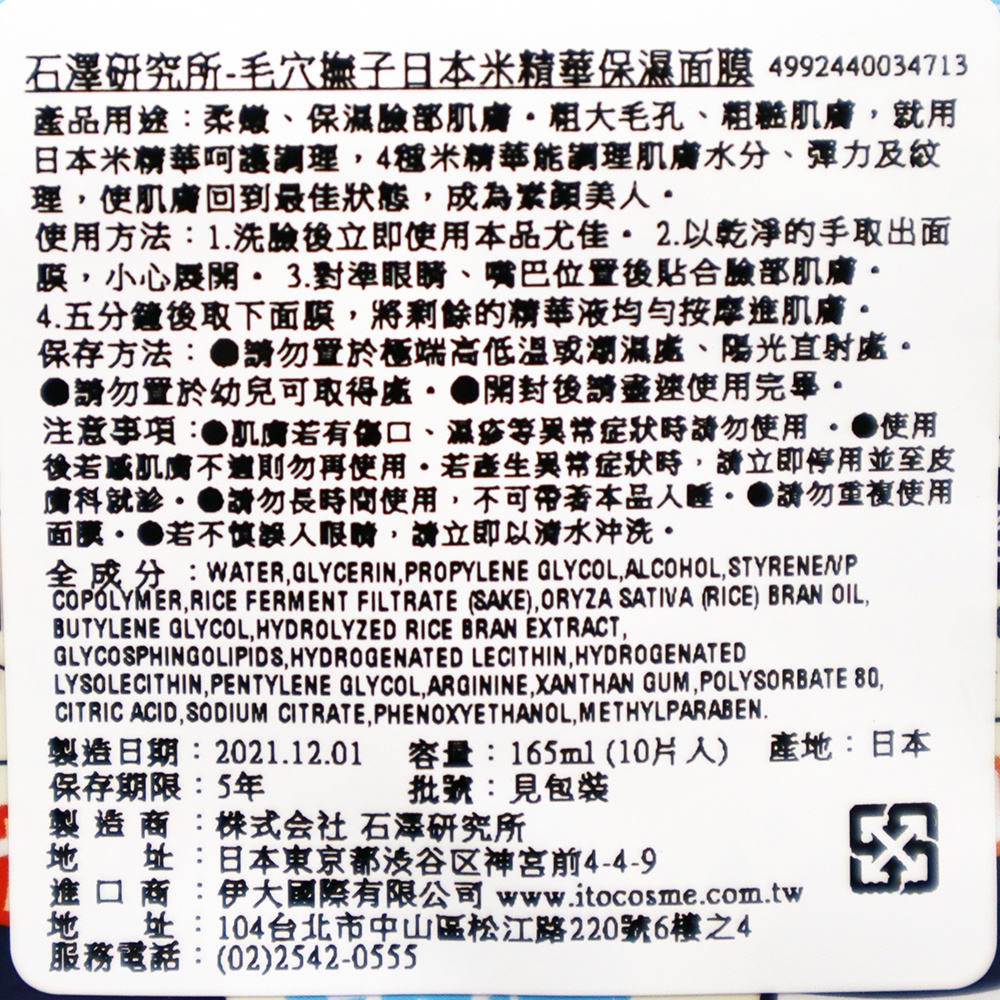 石澤研究所-毛穴撫子日本米精華保濕面膜 4992440034713
產品用途：柔嫩、保濕臉部肌膚。粗大毛孔、粗糙肌膚，就用
日本米精華呵護調理，4種米精華能調理肌膚水分、彈力及紋
理，使肌膚回到最佳狀態，成為素顏美人。
使用方法：1.洗臉後立即使用本品尤佳。 2.以乾淨的手取出面
膜，小心展開。 3.對準眼睛、嘴巴位置後貼合臉部肌膚。
4.五分鐘後取下面膜，將剩餘的精華液均勻按摩進肌膚。
保存方法：●請勿置於極端高低溫或潮濕處、陽光直射處。
●請勿置於幼兒可取得處。●開封後請盡速使用完畢。
注意事項：●肌膚若有傷口、濕疹等異常症狀時請勿使用。●使用
後若感肌膚不適則勿再使用。若產生異常症狀時，請立即停用並至皮
膚科就診。●請勿長時間使用，不可帶著本品入睡。●請勿重複使用
面膜。●若不慎誤入眼睛，請立即以清水沖洗。
全成分：WATER,GLYCERIN,PROPYLENE GLYCOL,ALCOHOL,STYRENE/VP
COPOLYMER,RICE FERMENT FILTRATE (SAKE),ORYZA SATIVA (RICE) BRAN OIL,
BUTYLENE GLYCOL,HYDROLYZED RICE BRAN EXTRACT,
GLYCOSPHINGOLIPIDS,HYDROGENATED LECITHIN,HYDROGENATED
LYSOLECITHIN,PENTYLENE GLYCOL,ARGININE,XANTHAN GUM,POLYSORBATE 80,
CITRIC ACID,SODIUM CITRATE,PHENOXYETHANOL,METHYLPARABEN.
製造日期：2021.12.01 容量：165ml (10片入) 產地：日本
保存期限：5年 批號：見包裝
製造商：株式会社 石澤研究所
地址：日本東京都渋谷区神宮前4-4-9
進口商：伊大國際有限公司 www.itocosme.com.tw
地址：104台北市中山區松江路220號6樓之4
服務電話：(02)2542-0555